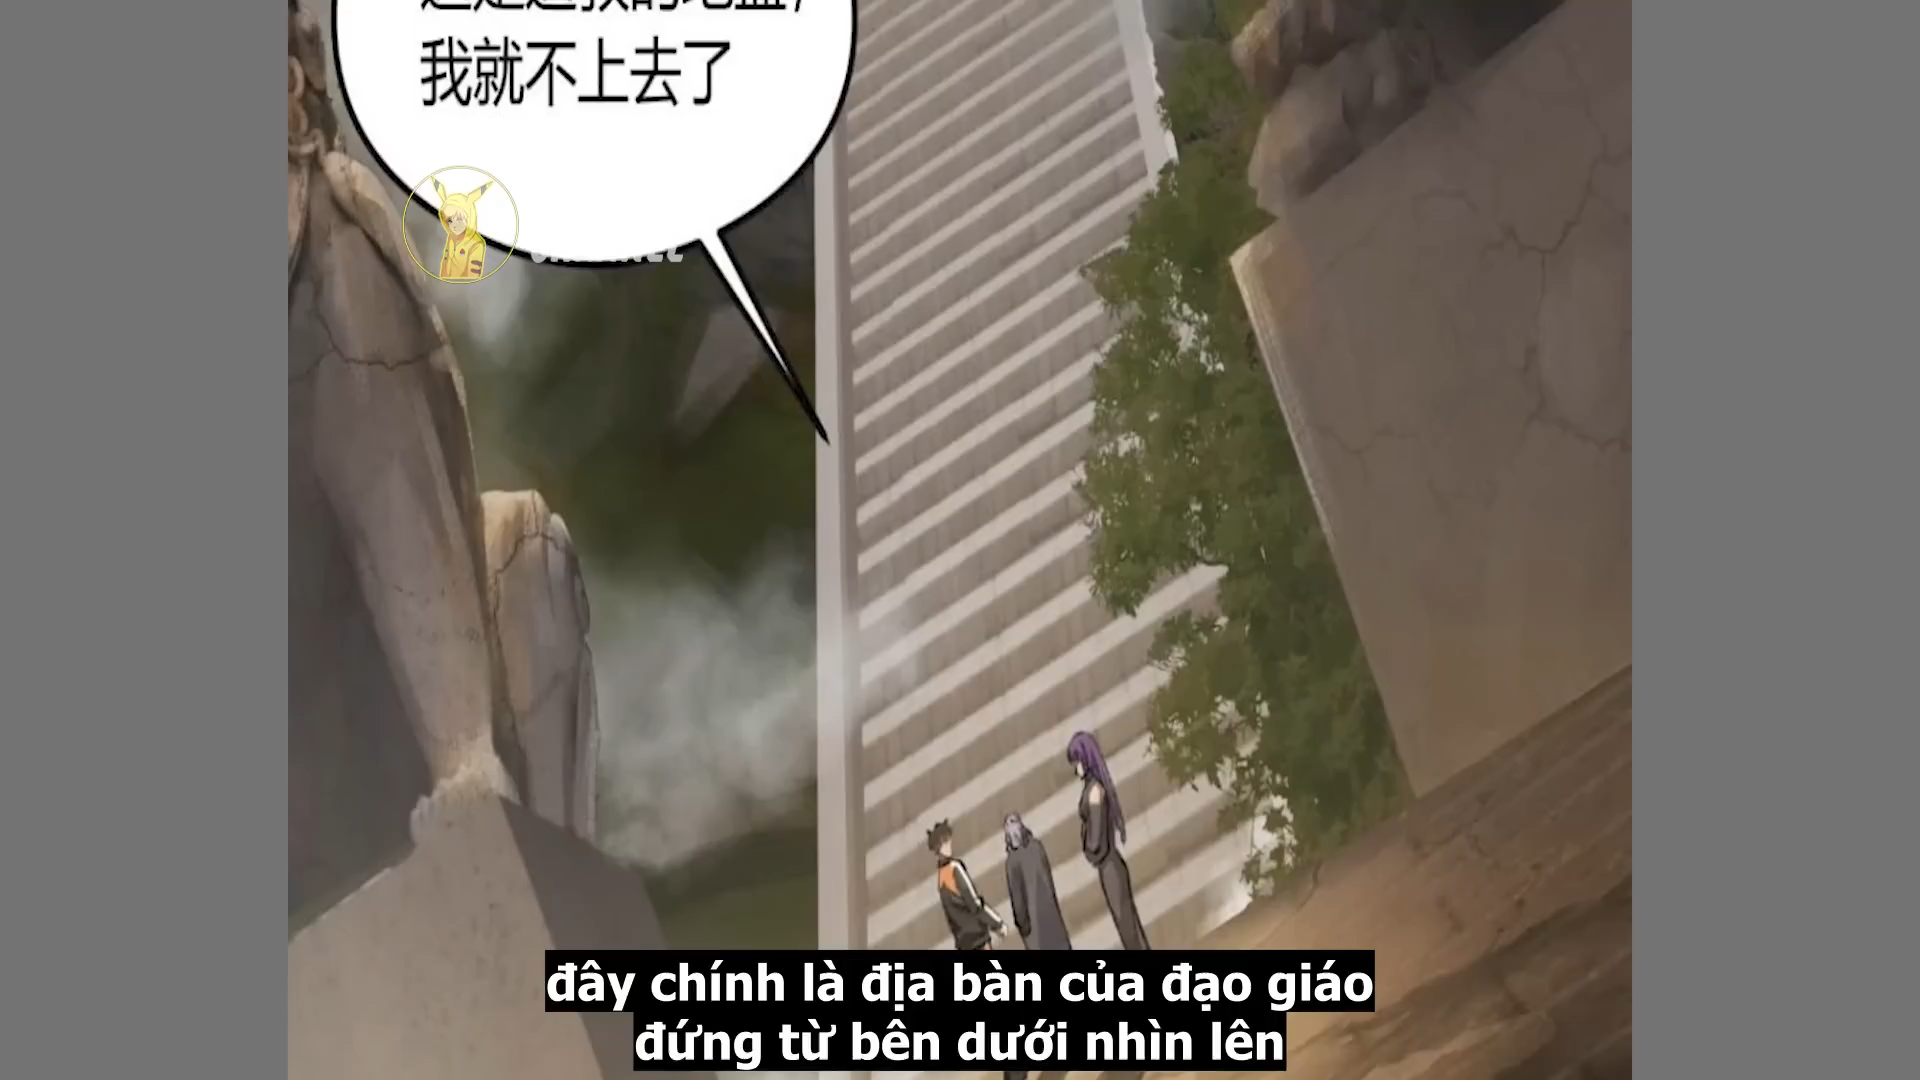 我就不上去了
đây chính là địa bàn của đạo giáo
đứng từ bên dưới nhìn lên